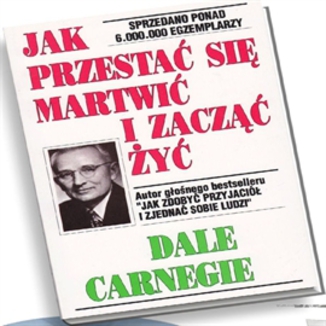 SPRZEDANO PONAD
6.000.000 EGZEMPLARZY
JAK
PRZESTAĆ SIĘ
MARTWIĆ
I ZACZĄĆ
ŻYĆ
Autor głośnego bestselleru
"JAK ZDOBYĆ PRZYJACIÓŁ
I ZJEDNAĆ SOBIE LUDZI"
DALE
CARNEGIE